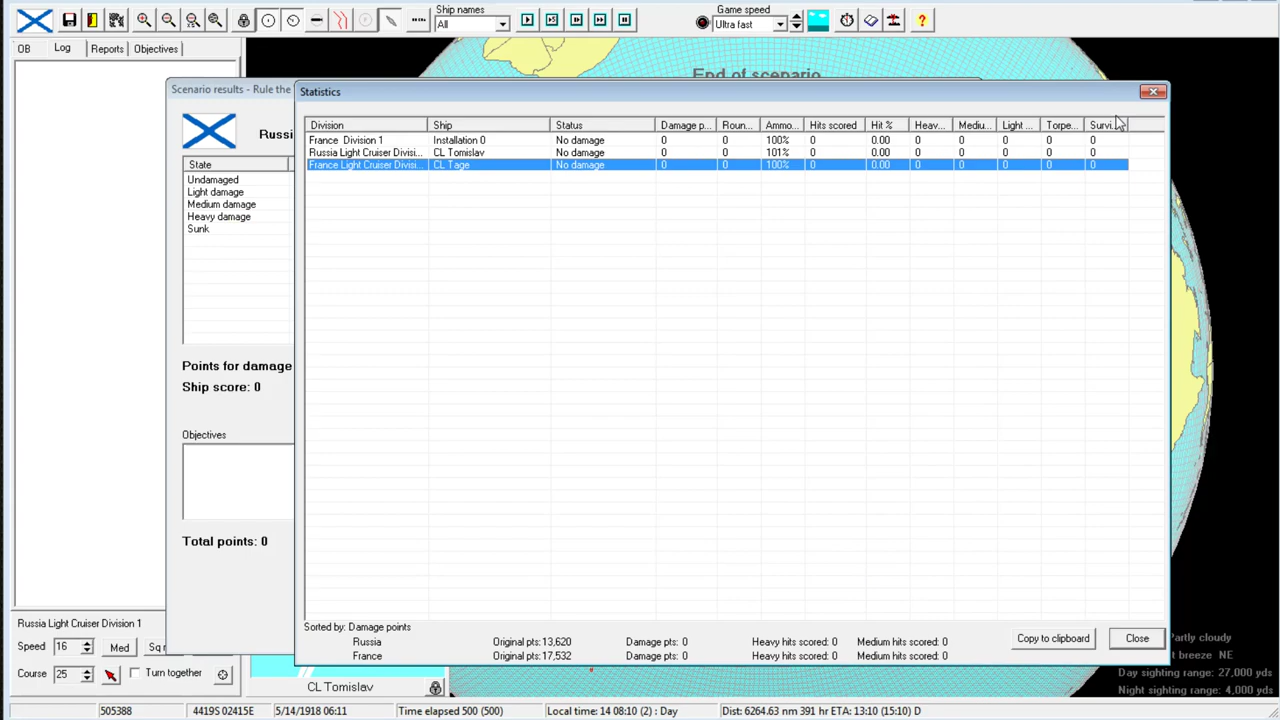 Ship names
All
Game speed
Ultra fast
OB Log Reports Objectives
End of scenario
Scenario results - Rule the
Statistics
Russi
State
Undamaged
Light damage
Medium damage
Heavy damage
Sunk
Points for damage
Ship score: 0
Objectives
Total points: 0
Division Ship Status Damage p... Roun... Ammo... Hits scored Hit % Heav... Mediu... Light ... Torpe... Survi...
France Division 1 Installation 0 No damage 0 0 100% 0 0.00 0 0 0 0 0
Russia Light Cruiser Divisi... CL Tomislav No damage 0 0 101% 0 0.00 0 0 0 0 0
France Light Cruiser Divisi... CL Tage No damage 0 0 100% 0 0.00 0 0 0 0 0
Sorted by: Damage points
Russia Original pts: 13,620 Damage pts: 0 Heavy hits scored: 0 Medium hits scored: 0
France Original pts: 17,532 Damage pts: 0 Heavy hits scored: 0 Medium hits scored: 0
Copy to clipboard Close
Russia Light Cruiser Division 1
Speed 16 Med Sq r
Course 25 Turn together
CL Tomislav
Partly cloudy
breeze NE
Day sighting range: 27,000 yds
Night sighting range: 4,000 yds
505388 4419S 02415E 5/14/1918 06:11 Time elapsed 500 (500) Local time: 14 08:10 (2) : Day Dist: 6264.63 nm 391 hr ETA: 13:10 (15:10) D